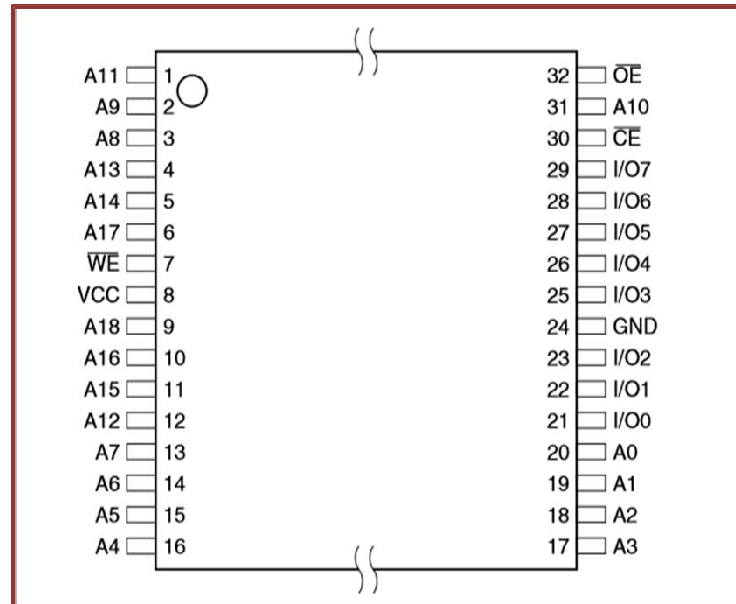 A11 1 32 O̅E̅
A9 2 31 A10
A8 3 30 C̅E̅
A13 4 29 I/O7
A14 5 28 I/O6
A17 6 27 I/O5
W̅E̅ 7 26 I/O4
VCC 8 25 I/O3
A18 9 24 GND
A16 10 23 I/O2
A15 11 22 I/O1
A12 12 21 I/O0
A7 13 20 A0
A6 14 19 A1
A5 15 18 A2
A4 16 17 A3